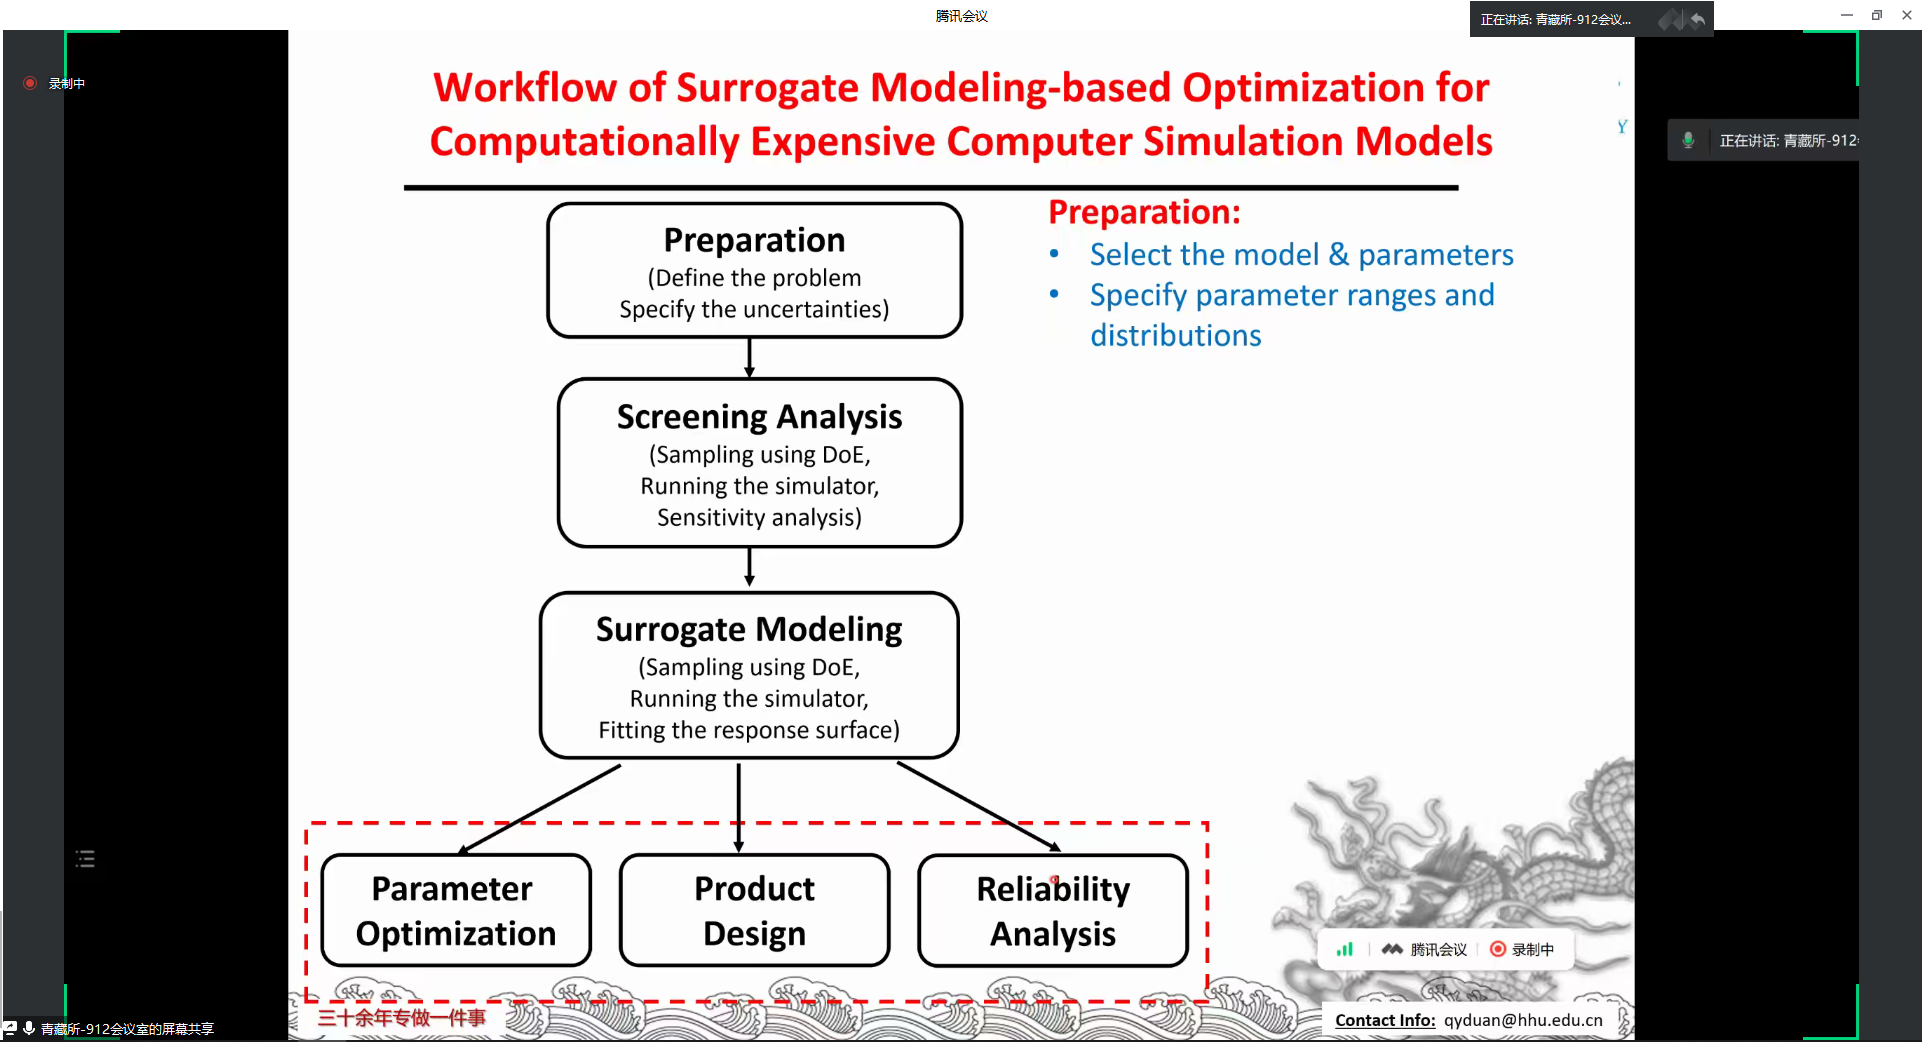 腾讯会议
正在讲话: 青藏所-912会议...
录制中
Workflow of Surrogate Modeling-based Optimization for
Computationally Expensive Computer Simulation Models
Y
正在讲话: 青藏所-912
Preparation
(Define the problem
Specify the uncertainties)
Preparation:
• Select the model & parameters
• Specify parameter ranges and
distributions
Screening Analysis
(Sampling using DoE,
Running the simulator,
Sensitivity analysis)
Surrogate Modeling
(Sampling using DoE,
Running the simulator,
Fitting the response surface)
Parameter
Optimization
Product
Design
Reliability
Analysis
腾讯会议
录制中
三十余年专做一件事
Contact Info: qyduan@hhu.edu.cn
青藏所-912会议室的屏幕共享